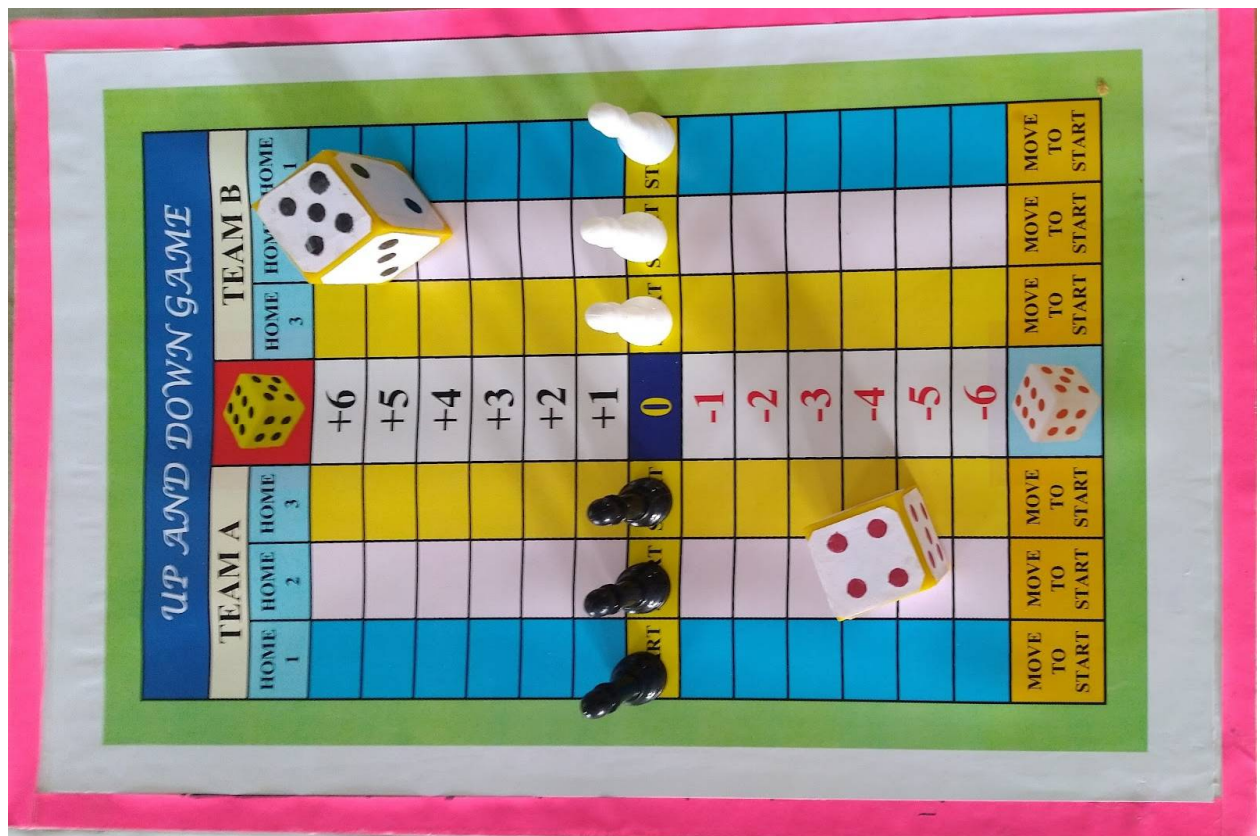 UP AND DOWN GAME
TEAM A TEAM B
HOME 1
HOME 2
HOME 3
HOME 3
HOME 1
+6
+5
+4
+3
+2
+1
0
-1
-2
-3
-4
-5
-6
MOVE TO START
MOVE TO START
MOVE TO START
MOVE TO START
MOVE TO START
MOVE TO START